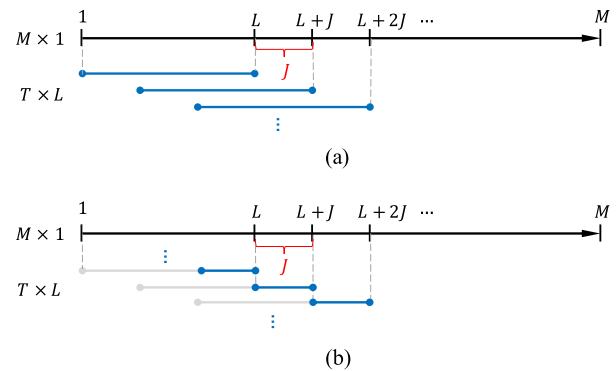 1 L L + J L + 2J ⋯ M
M × 1
J
T × L
⋮
(a)
1 L L + J L + 2J ⋯ M
M × 1
⋮
J
T × L
⋮
(b)